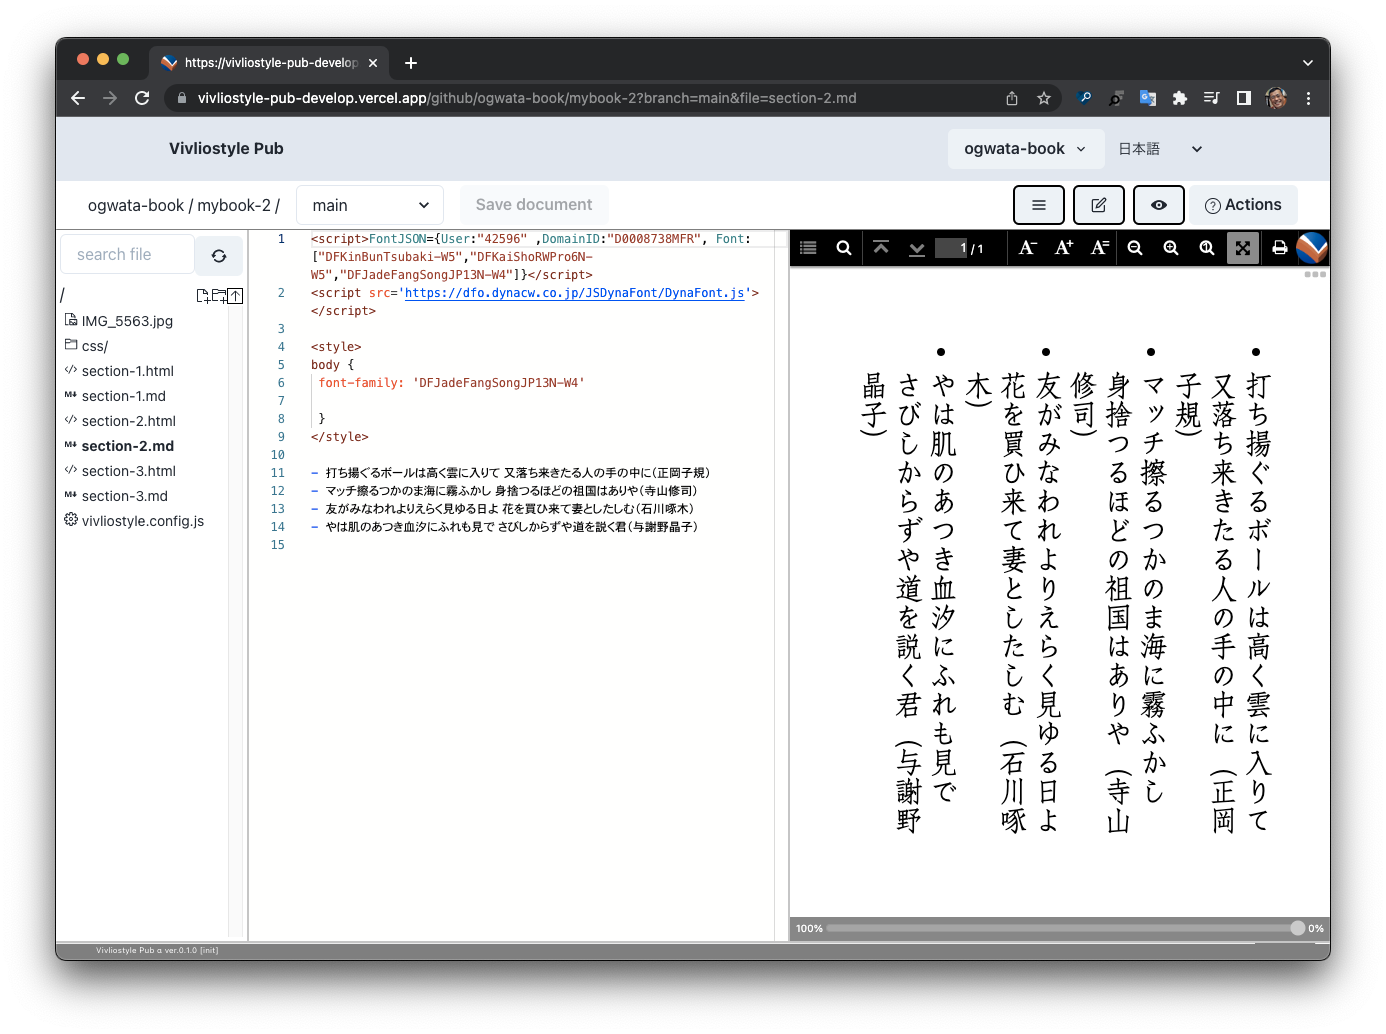 https://vivliostyle-pub-develop
vivliostyle-pub-develop.vercel.app/github/ogwata-book/mybook-2?branch=main&file=section-2.md
Vivliostyle Pub
ogwata-book
日本語
ogwata-book / mybook-2 /
main
Save document
Actions
search file
/
IMG_5563.jpg
css/
section-1.html
section-1.md
section-2.html
section-2.md
section-3.html
section-3.md
vivliostyle.config.js
1 <script>FontJSON={User:"42596" ,DomainID:"D0008738MFR", Font:
["DFKinBunTsubaki-W5","DFKaiShoRWPro6N-
W5","DFJadeFangSongJP13N-W4"]}</script>
2 <script src='https://dfo.dynacw.co.jp/JSDynaFont/DynaFont.js'>
</script>
3
4 <style>
5 body {
6 font-family: 'DFJadeFangSongJP13N-W4'
7
8 }
9 </style>
10
11 - 打ち揚ぐるボールは高く雲に入りて 又落ち来きたる人の手の中に(正岡子規)
12 - マッチ擦るつかのま海に霧ふかし 身捨つるほどの祖国はありや(寺山修司)
13 - 友がみなわれよりえらく見ゆる日よ 花を買ひ来て妻としたしむ(石川啄木)
14 - やは肌のあつき血汐にふれも見で さびしからずや道を説く君(与謝野晶子)
15
1 / 1
A- A+ A=
• 打ち揚ぐるボールは高く雲に入りて
又落ち来きたる人の手の中に(正岡
子規)
• マッチ擦るつかのま海に霧ふかし
身捨つるほどの祖国はありや(寺山
修司)
• 友がみなわれよりえらく見ゆる日よ
花を買ひ来て妻としたしむ(石川啄
木)
• やは肌のあつき血汐にふれも見で
さびしからずや道を説く君(与謝野
晶子)
100%
0%
Vivliostyle Pub α ver.0.1.0 [init]